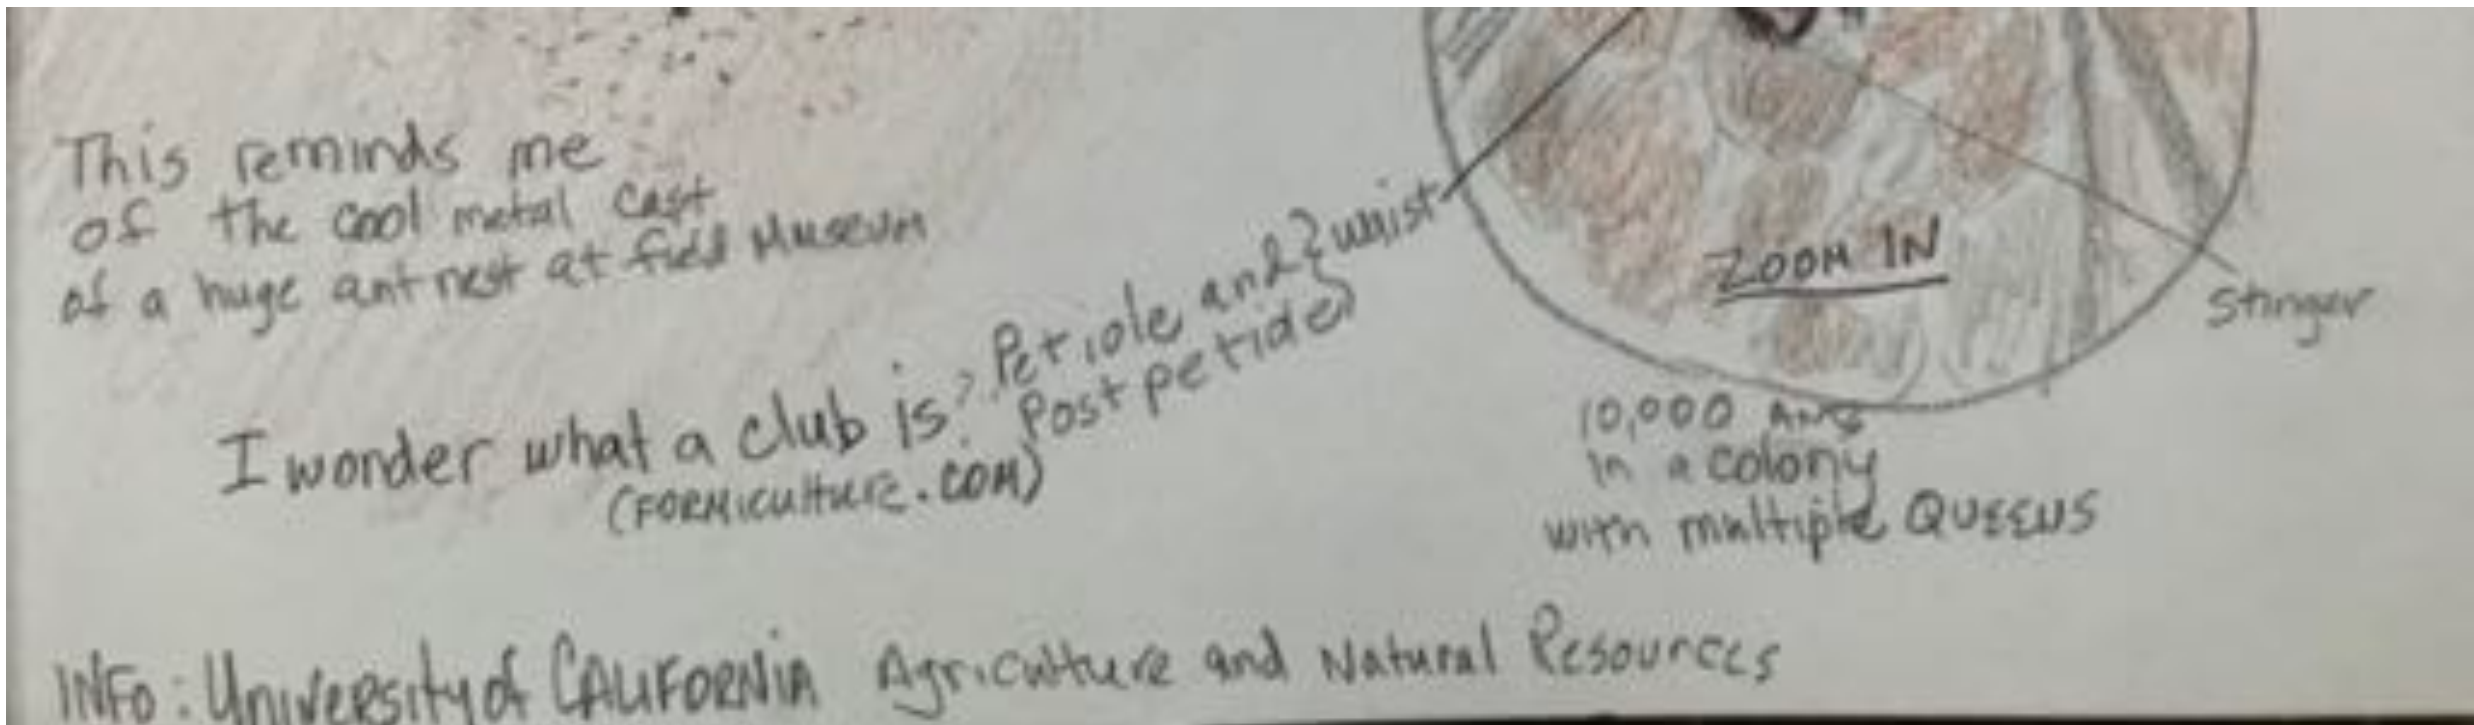 This reminds me
of the cool metal cast
of a huge ant nest at field Museum
I wonder what a club is?
(FORMiculturE.COM)
Petiole and } waist
Postpetiole
ZOOM IN
Stinger
10,000 Ants
in a colony
with multiple QUEENS
INFO: University of CALIFORNIA Agriculture and Natural Resources